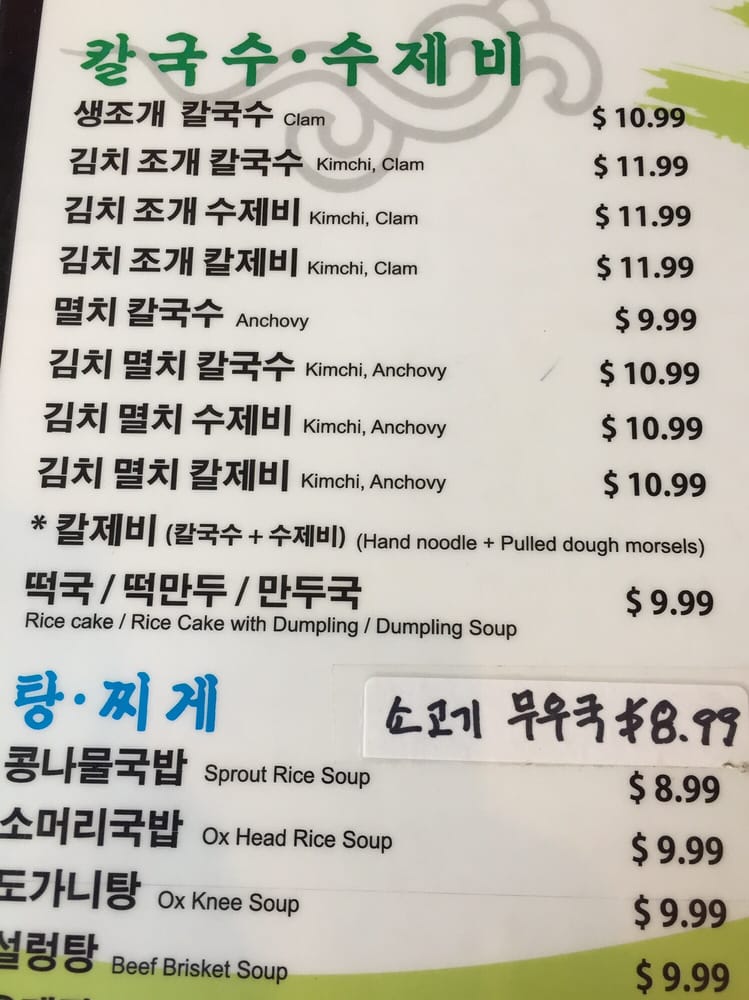 칼국수·수제비
생조개 칼국수 Clam $ 10.99
김치 조개 칼국수 Kimchi, Clam $ 11.99
김치 조개 수제비 Kimchi, Clam $ 11.99
김치 조개 칼제비 Kimchi, Clam $ 11.99
멸치 칼국수 Anchovy $ 9.99
김치 멸치 칼국수 Kimchi, Anchovy $ 10.99
김치 멸치 수제비 Kimchi, Anchovy $ 10.99
김치 멸치 칼제비 Kimchi, Anchovy $ 10.99
* 칼제비 (칼국수 + 수제비) (Hand noodle + Pulled dough morsels)
떡국 / 떡만두 / 만두국 $ 9.99
Rice cake / Rice Cake with Dumpling / Dumpling Soup
탕·찌게
소고기 무우국 $8.99
콩나물국밥 Sprout Rice Soup $ 8.99
소머리국밥 Ox Head Rice Soup $ 9.99
도가니탕 Ox Knee Soup $ 9.99
설렁탕 Beef Brisket Soup $ 9.99